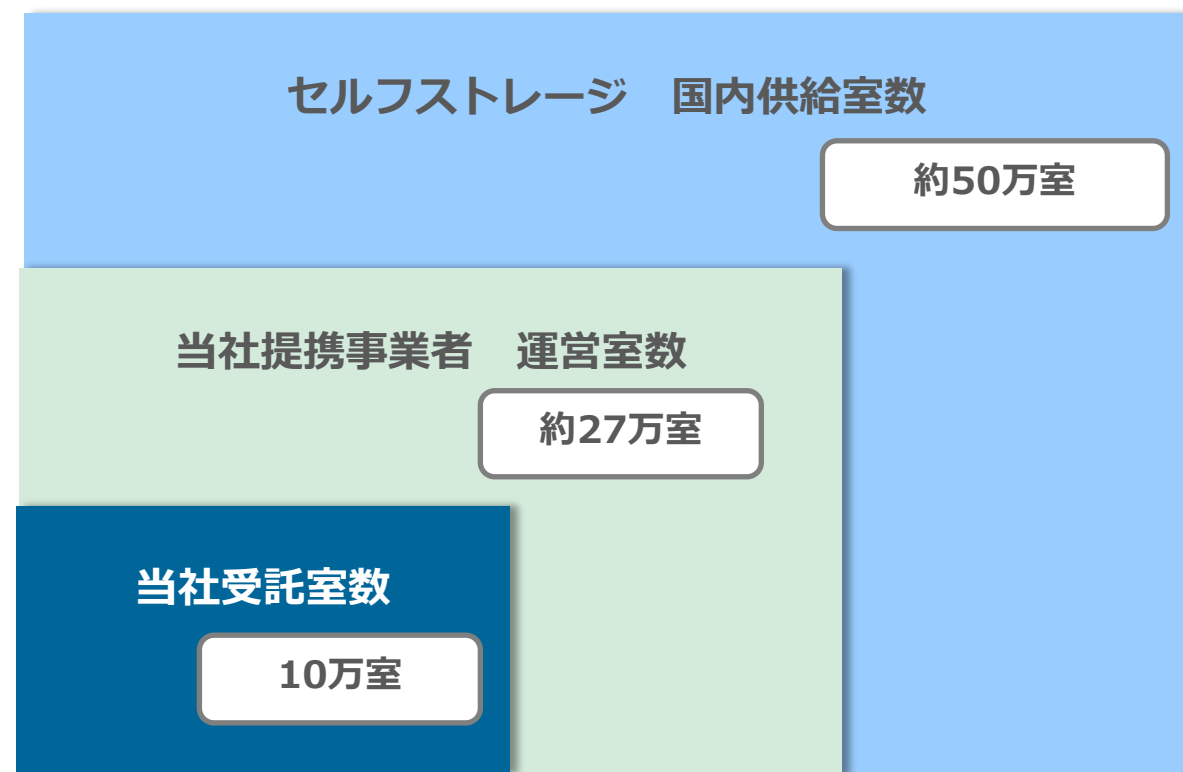 セルフストレージ　国内供給室数
約50万室
当社提携事業者　運営室数
約27万室
当社受託室数
10万室